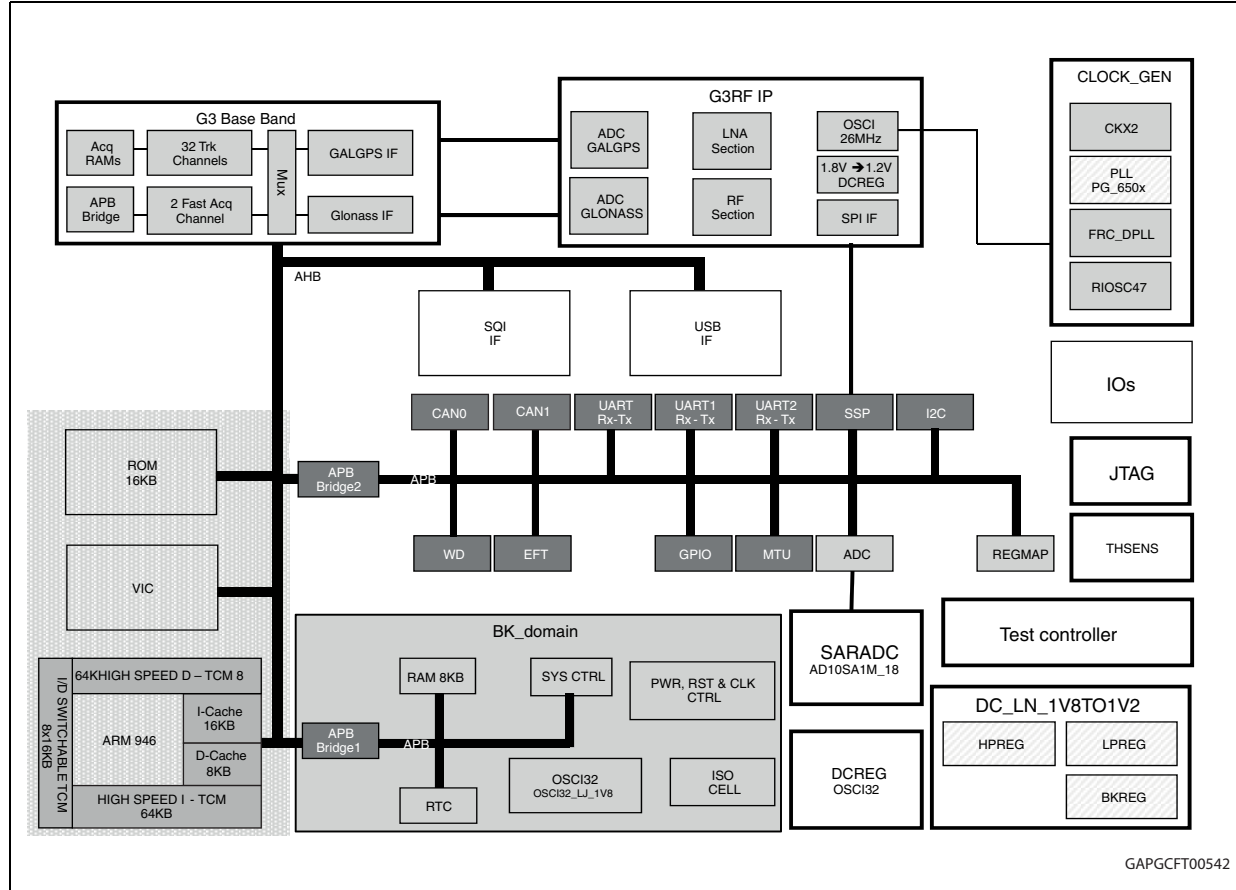 G3 Base Band
Acq
RAMs
32 Trk
Channels
Mux
GALGPS IF
APB
Bridge
2 Fast Acq
Channel
Glonass IF
G3RF IP
ADC
GALGPS
LNA
Section
OSCI
26MHz
1.8V ➔1.2V
DCREG
ADC
GLONASS
RF
Section
SPI IF
CLOCK_GEN
CKX2
PLL
PG_650x
FRC_DPLL
RIOSC47
AHB
SQI
IF
USB
IF
IOs
CAN0
CAN1
UART
Rx-Tx
UART1
Rx - Tx
UART2
Rx - Tx
SSP
I2C
ROM
16KB
APB
Bridge2
APB
JTAG
WD
EFT
GPIO
MTU
ADC
REGMAP
THSENS
VIC
BK_domain
SARADC
AD10SA1M_18
Test controller
I/D SWITCHABLE TCM
8x16KB
64KHIGH SPEED D – TCM 8
ARM 946
I-Cache
16KB
D-Cache
8KB
HIGH SPEED I - TCM
64KB
RAM 8KB
SYS CTRL
PWR, RST & CLK
CTRL
APB
Bridge1
APB
RTC
OSCI32
OSCI32_LJ_1V8
ISO
CELL
DCREG
OSCI32
DC_LN_1V8TO1V2
HPREG
LPREG
BKREG
GAPGCFT00542